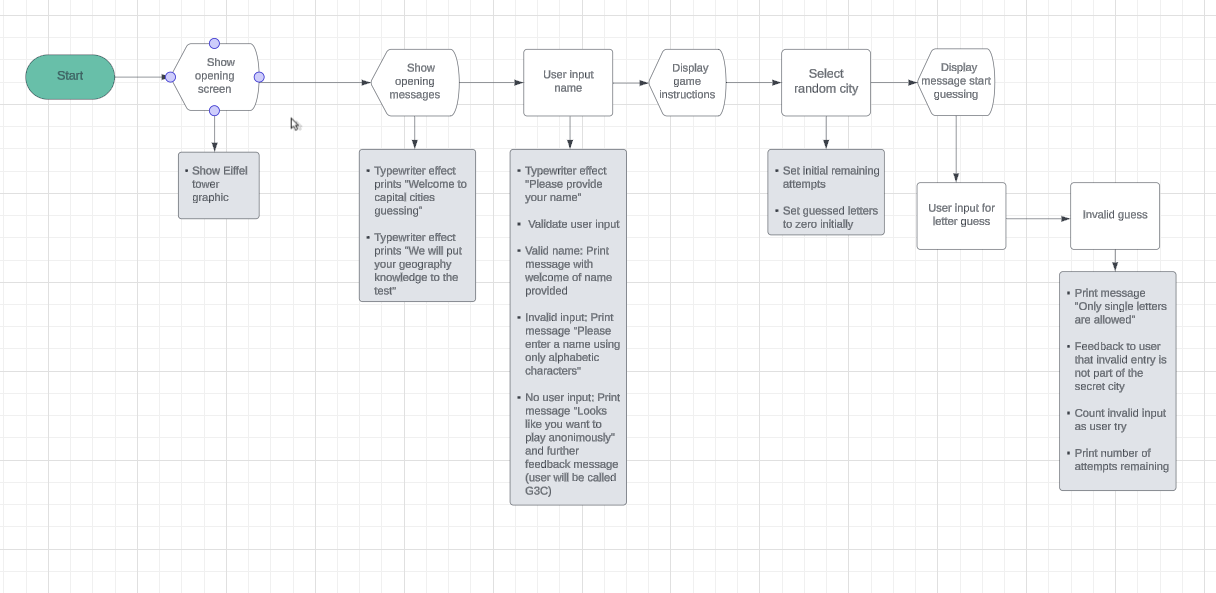 Start
Show
opening
screen
Show
opening
messages
User input
name
Display
game
instructions
Select
random city
Display
message start
guessing
• Show Eiffel
tower
graphic
• Typewriter effect
prints "Welcome to
capital cities
guessing"
• Typewriter effect
prints "We will put
your geography
knowledge to the
test"
• Typewriter effect
"Please provide
your name"
• Validate user input
• Valid name: Print
message with
welcome of name
provided
• Invalid input; Print
message "Please
enter a name using
only alphabetic
characters"
• No user input; Print
message "Looks
like you want to
play anonimously"
and further
feedback message
(user will be called
G3C)
• Set initial remaining
attempts
• Set guessed letters
to zero initially
User input for
letter guess
Invalid guess
• Print message
"Only single letters
are allowed"
• Feedback to user
that invalid entry is
not part of the
secret city
• Count invalid input
as user try
• Print number of
attempts remaining